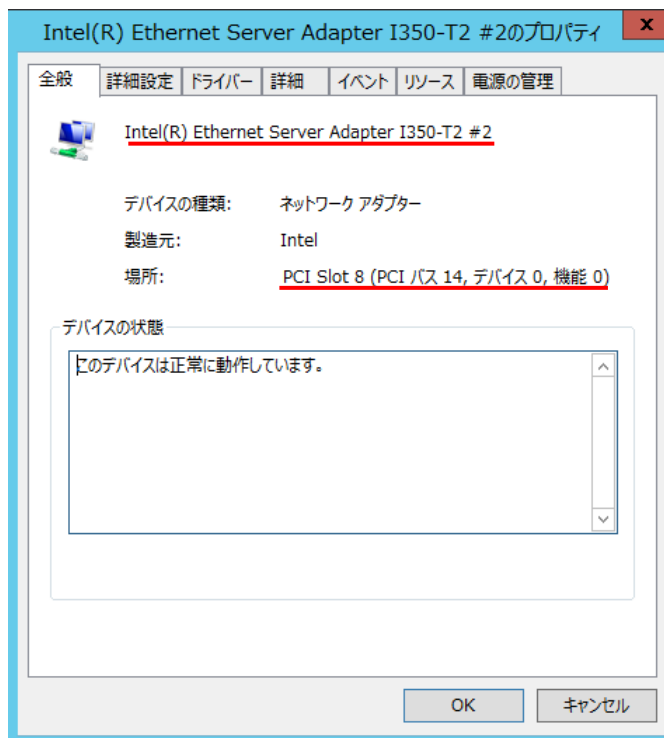 Intel(R) Ethernet Server Adapter I350-T2 #2のプロパティ
x
全般 詳細設定 ドライバー 詳細 イベント リソース 電源の管理
Intel(R) Ethernet Server Adapter I350-T2 #2
デバイスの種類: ネットワーク アダプター
製造元: Intel
場所: PCI Slot 8 (PCI バス 14, デバイス 0, 機能 0)
デバイスの状態
このデバイスは正常に動作しています。
OK キャンセル